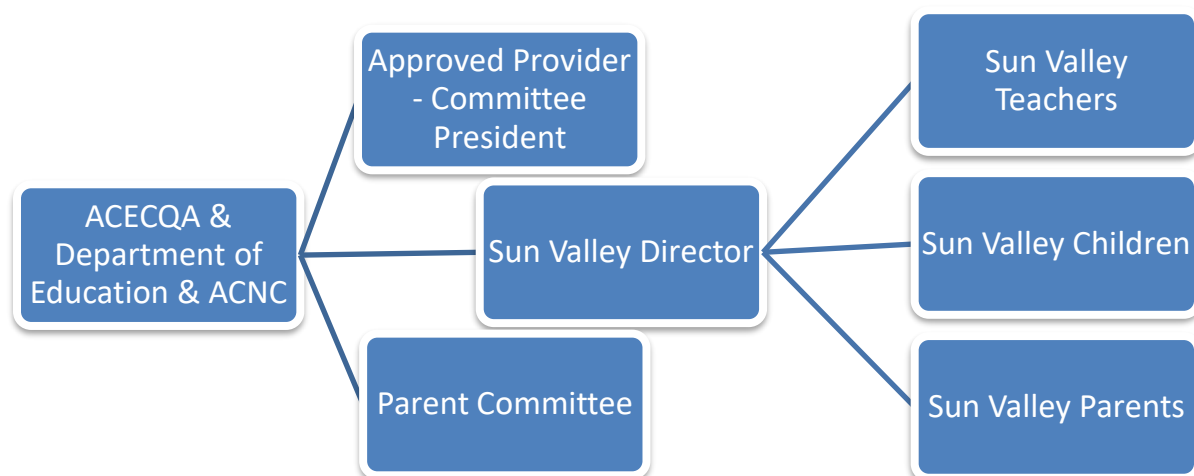 ACECQA &
Department of
Education & ACNC
Approved Provider
- Committee
President
Sun Valley Director
Parent Committee
Sun Valley
Teachers
Sun Valley Children
Sun Valley Parents